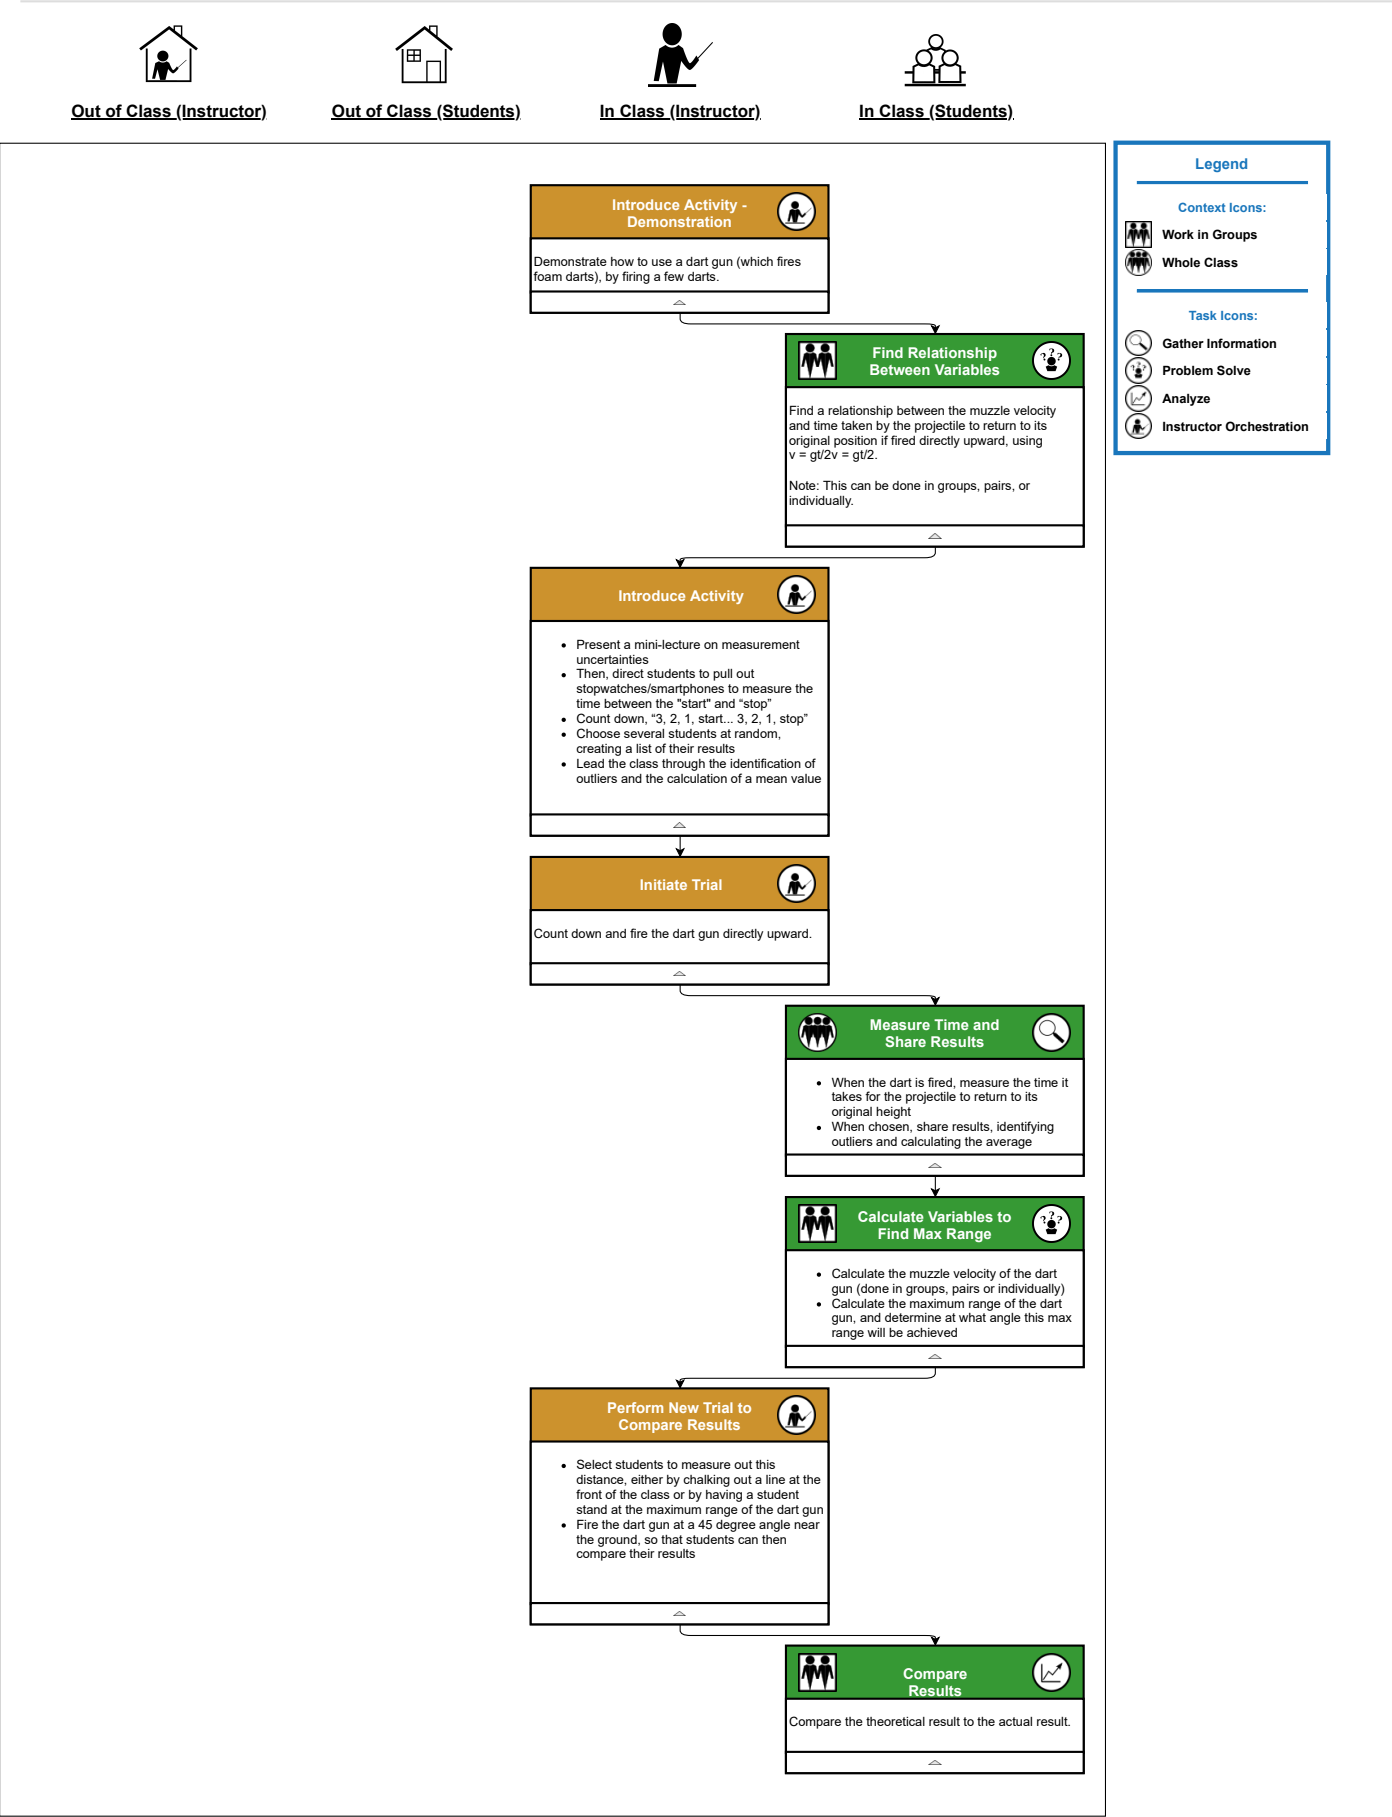 Out of Class (Instructor)
Out of Class (Students)
In Class (Instructor)
In Class (Students)
Legend
Context Icons:
Work in Groups
Whole Class
Task Icons:
Gather Information
Problem Solve
Analyze
Instructor Orchestration
Introduce Activity -
Demonstration
Demonstrate how to use a dart gun (which fires
foam darts), by firing a few darts.
Find Relationship
Between Variables
Find a relationship between the muzzle velocity
and time taken by the projectile to return to its
original position if fired directly upward, using
v = gt/2v = gt/2.
Note: This can be done in groups, pairs, or
individually.
Introduce Activity
• Present a mini-lecture on measurement
uncertainties
• Then, direct students to pull out
stopwatches/smartphones to measure the
time between the "start" and “stop”
• Count down, “3, 2, 1, start... 3, 2, 1, stop”
• Choose several students at random,
creating a list of their results
• Lead the class through the identification of
outliers and the calculation of a mean value
Initiate Trial
Count down and fire the dart gun directly upward.
Measure Time and
Share Results
• When the dart is fired, measure the time it
takes for the projectile to return to its
original height
• When chosen, share results, identifying
outliers and calculating the average
Calculate Variables to
Find Max Range
• Calculate the muzzle velocity of the dart
gun (done in groups, pairs or individually)
• Calculate the maximum range of the dart
gun, and determine at what angle this max
range will be achieved
Perform New Trial to
Compare Results
• Select students to measure out this
distance, either by chalking out a line at the
front of the class or by having a student
stand at the maximum range of the dart gun
• Fire the dart gun at a 45 degree angle near
the ground, so that students can then
compare their results
Compare
Results
Compare the theoretical result to the actual result.